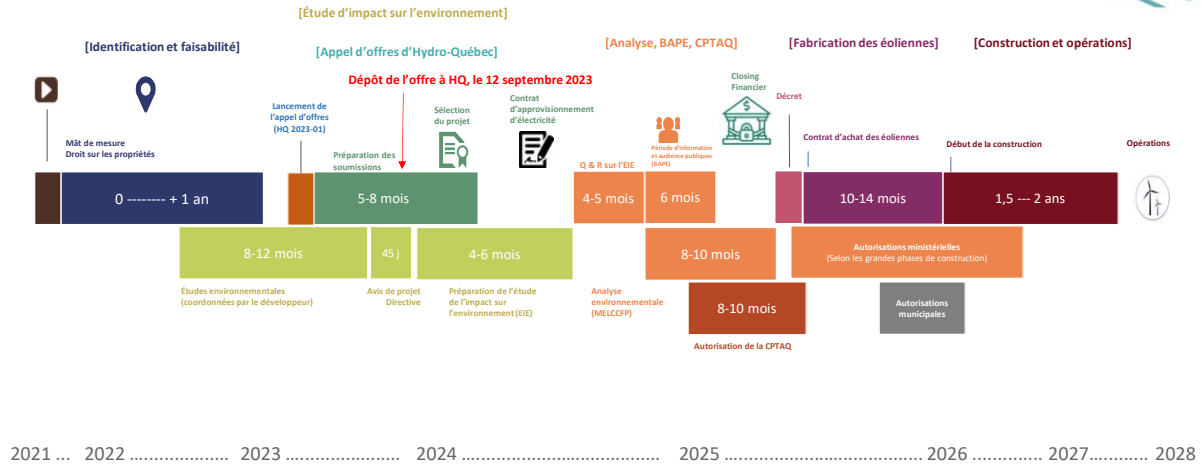 [Étude d'impact sur l'environnement]
[Identification et faisabilité]
[Appel d'offres d'Hydro-Québec]
[Analyse, BAPE, CPTAQ]
[Fabrication des éoliennes]
[Construction et opérations]
Dépôt de l'offre à HQ, le 12 septembre 2023
Mât de mesure
Droit sur les propriétés
Lancement de
l'appel d'offres
(HQ 2023-01)
Préparation des
soumissions
Sélection
du projet
Contrat
d'approvisionnement
d'électricité
Q & R sur l'EIE
Période d'information
et audience publiques
(BAPE)
Closing
Financier
$
Décret
Contrat d'achat des éoliennes
Début de la construction
Opérations
0 -------- + 1 an
5-8 mois
4-5 mois
6 mois
10-14 mois
1,5 --- 2 ans
8-12 mois
45 j
4-6 mois
8-10 mois
Autorisations ministérielles
(Selon les grandes phases de construction)
Études environnementales
(coordonnées par le développeur)
Avis de projet
Directive
Préparation de l'étude
de l'impact sur
l'environnement (EIE)
Analyse
environnementale
(MELCCFP)
8-10 mois
Autorisations
municipales
Autorisation de la CPTAQ
2021 ... 2022 .................... 2023 .............................. 2024 ............................................... 2025 ....................................... 2026 ................... 2027............. 2028